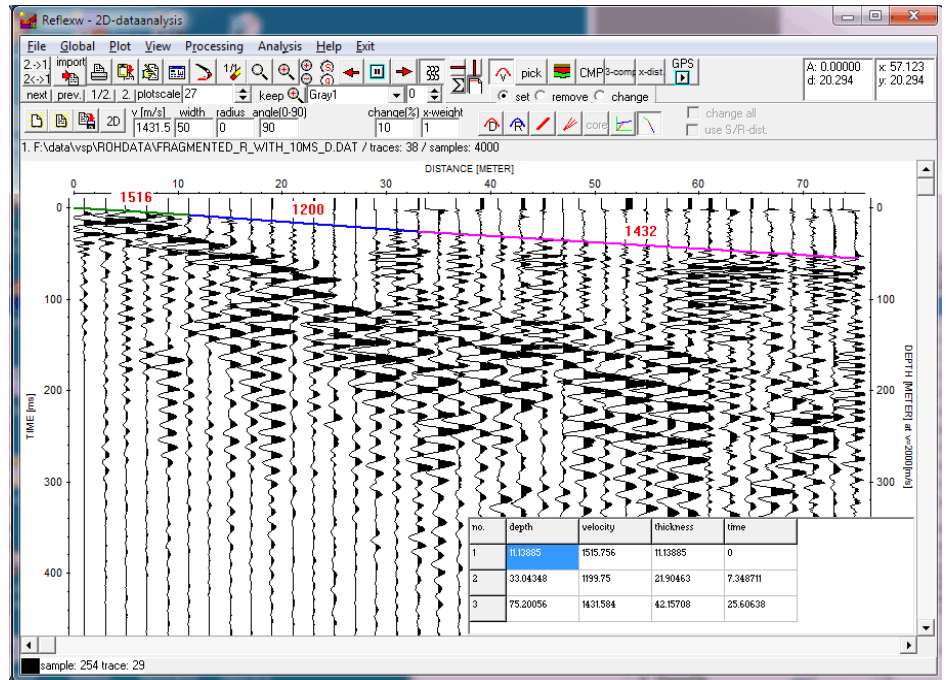 Reflexw - 2D-dataanalysis
File Global Plot View Processing Analysis Help Exit
2.->1. import 1/1 pick CMP 3-comp x-dist. GPS A: 0.00000 x: 57.123
2<->1 d: 20.294 y: 20.294
next prev. 1/2. 2. plotscale 27 keep Gray1 0 set remove change
v [m/s] width radius angle(0-90) change(%) x-weight change all
2D 1431.5 50 0 90 10 1 core use S/R-dist.
1. F:\data\vsp\ROHDATA\FRAGMENTED_R_WITH_10MS_D.DAT / traces: 38 / samples: 4000
DISTANCE [METER]
0 10 20 30 40 50 60 70
1516 1200 1432
0 0
100 100
200 200
300 300
400
TIME [ms]
DEPTH [METER] at v=2000[m/s]
no. depth velocity thickness time
1 11.13885 1515.756 11.13885 0
2 33.04348 1199.75 21.90463 7.348711
3 75.20056 1431.584 42.15708 25.60638
sample: 254 trace: 29